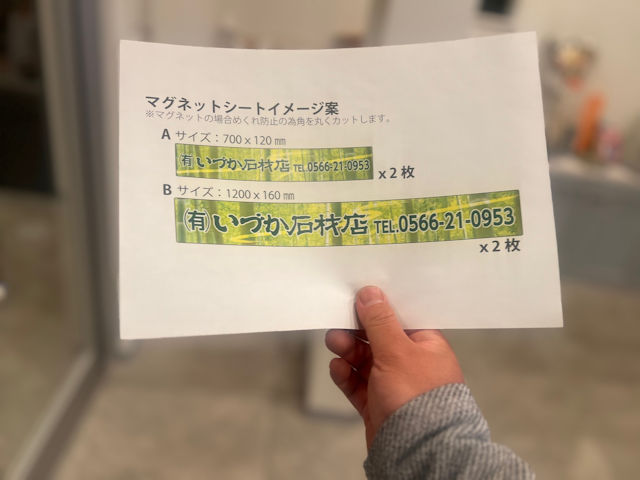 マグネットシートイメージ案
※マグネットの場合めくれ防止の為角を丸くカットします。
A サイズ：700 x 120 ㎜
㈲いづか石材店 TEL.0566-21-0953
x 2 枚
B サイズ：1200 x 160 ㎜
㈲いづか石材店 TEL.0566-21-0953
x 2 枚